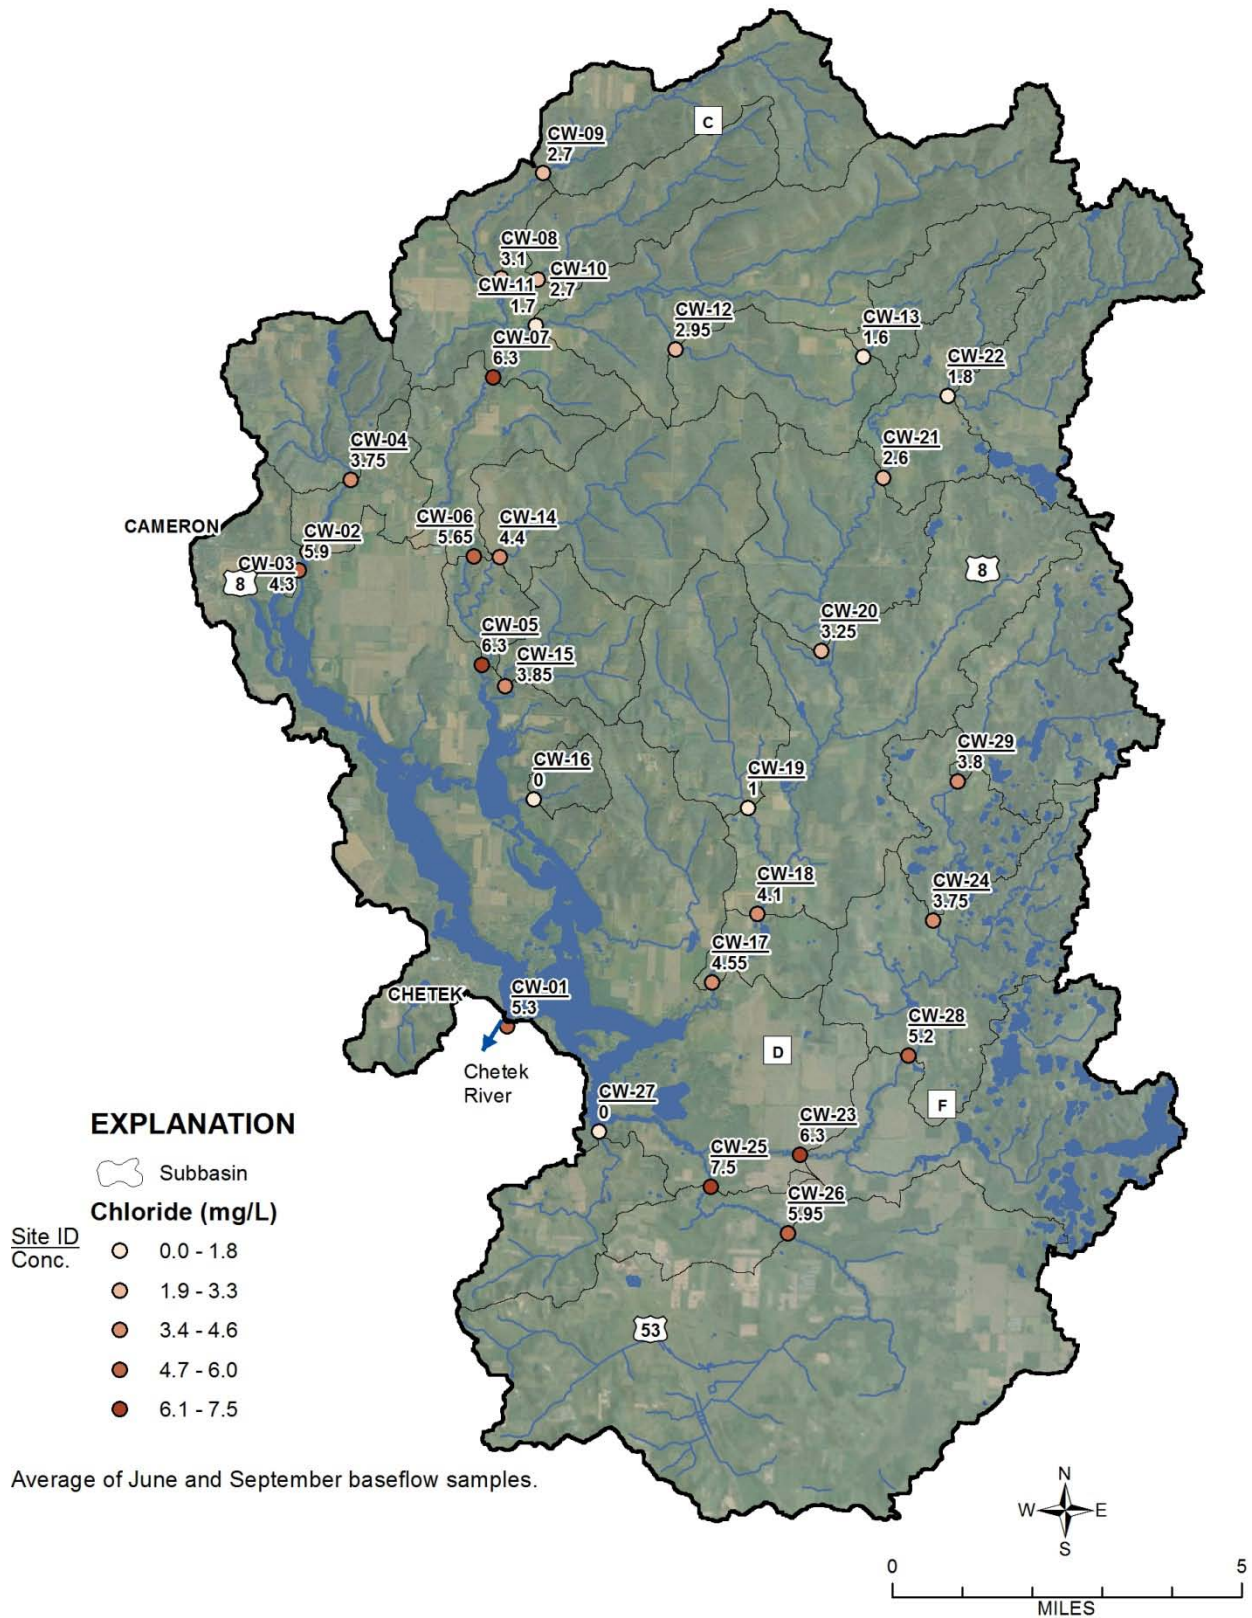 C
CW-09
2.7
CW-08
3.1
CW-10
2.7
CW-11
1.7
CW-12
2.95
CW-13
1.6
CW-07
6.3
CW-22
1.8
CW-04
3.75
CW-21
2.6
CAMERON
CW-02
5.9
CW-06
5.65
CW-14
4.4
CW-03
4.3
8
8
CW-20
3.25
CW-05
6.3
CW-15
3.85
CW-29
3.8
CW-16
0
CW-19
1
CW-18
4.1
CW-24
3.75
CW-17
4.55
CHETEK
CW-01
5.3
CW-28
5.2
D
Chetek
River
F
CW-27
0
CW-23
6.3
CW-25
7.5
CW-26
5.95
53
EXPLANATION
Subbasin
Chloride (mg/L)
Site ID
Conc.
0.0 - 1.8
1.9 - 3.3
3.4 - 4.6
4.7 - 6.0
6.1 - 7.5
Average of June and September baseflow samples.
N
W E
S
0 5
MILES